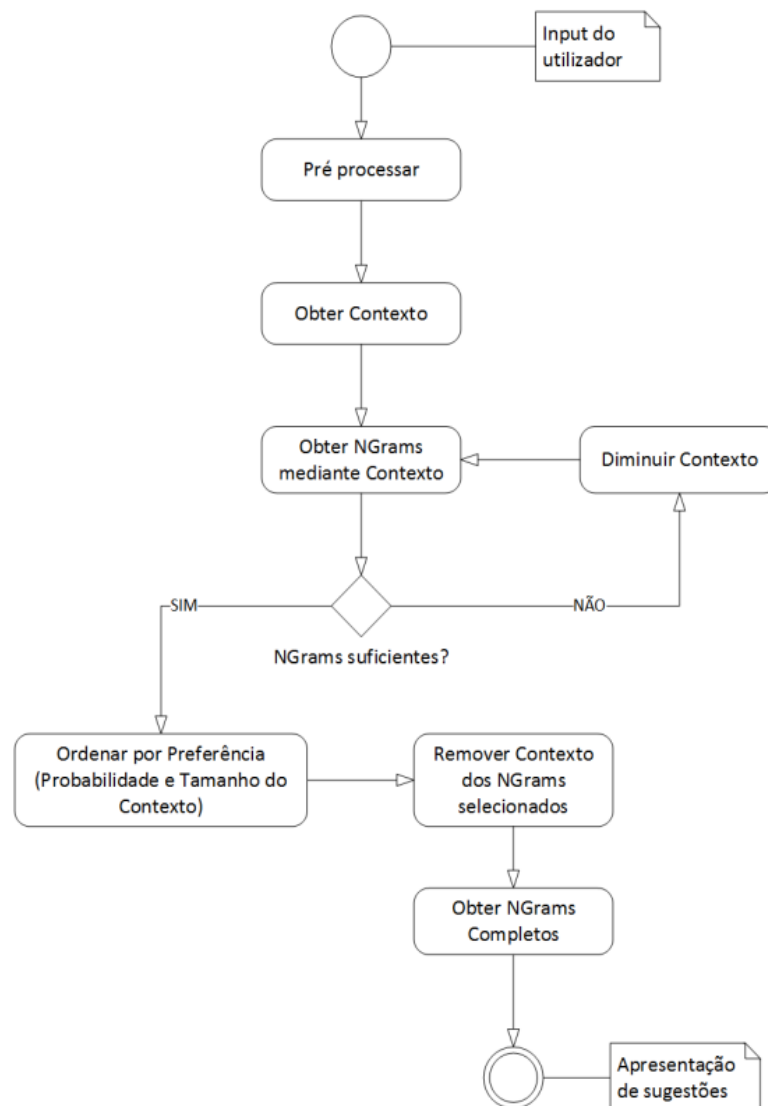 Input do
utilizador
Pré processar
Obter Contexto
Obter NGrams
mediante Contexto
Diminuir Contexto
SIM
NÃO
NGrams suficientes?
Ordenar por Preferência
(Probabilidade e Tamanho do
Contexto)
Remover Contexto
dos NGrams
selecionados
Obter NGrams
Completos
Apresentação
de sugestões